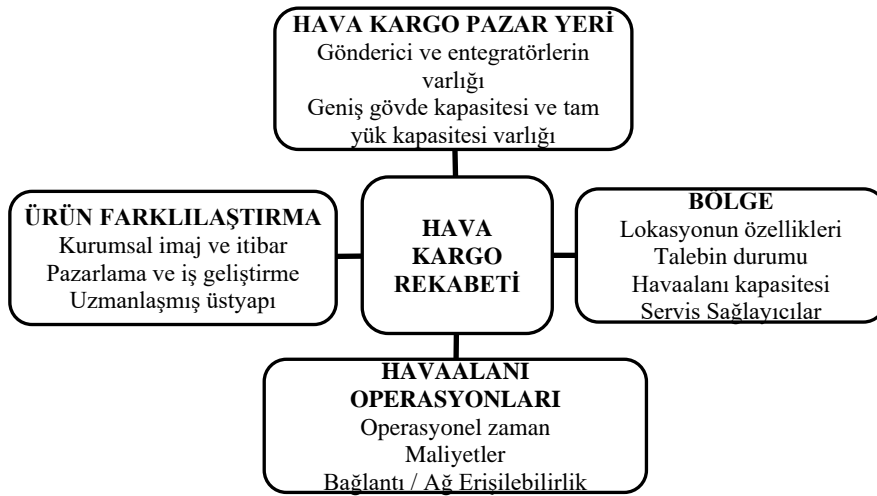 HAVA KARGO PAZAR YERİ
Gönderici ve entegratörlerin
varlığı
Geniş gövde kapasitesi ve tam
yük kapasitesi varlığı
ÜRÜN FARKLILAŞTIRMA
Kurumsal imaj ve itibar
Pazarlama ve iş geliştirme
Uzmanlaşmış üstyapı
HAVA
KARGO
REKABETİ
BÖLGE
Lokasyonun özellikleri
Talebin durumu
Havaalanı kapasitesi
Servis Sağlayıcılar
HAVAALANI
OPERASYONLARI
Operasyonel zaman
Maliyetler
Bağlantı / Ağ Erişilebilirlik